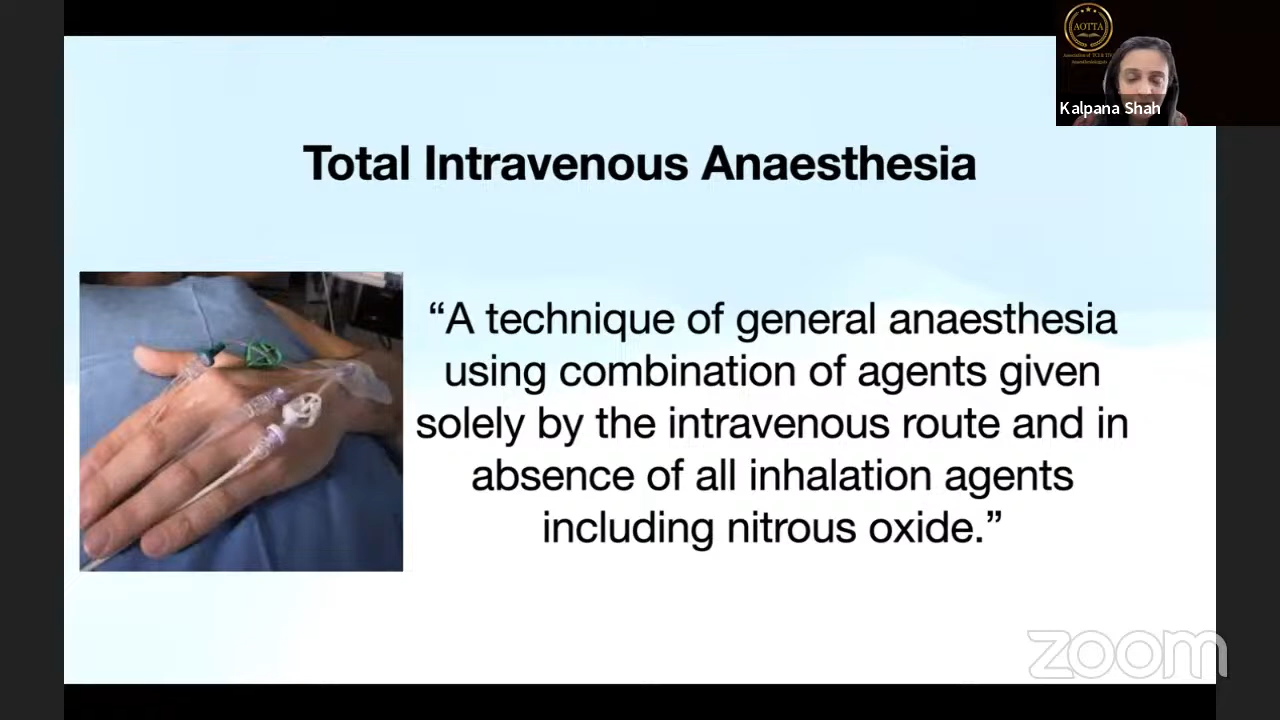 AOTTA
Kalpana Shah
Total Intravenous Anaesthesia
“A technique of general anaesthesia
using combination of agents given
solely by the intravenous route and in
absence of all inhalation agents
including nitrous oxide.”
zoom